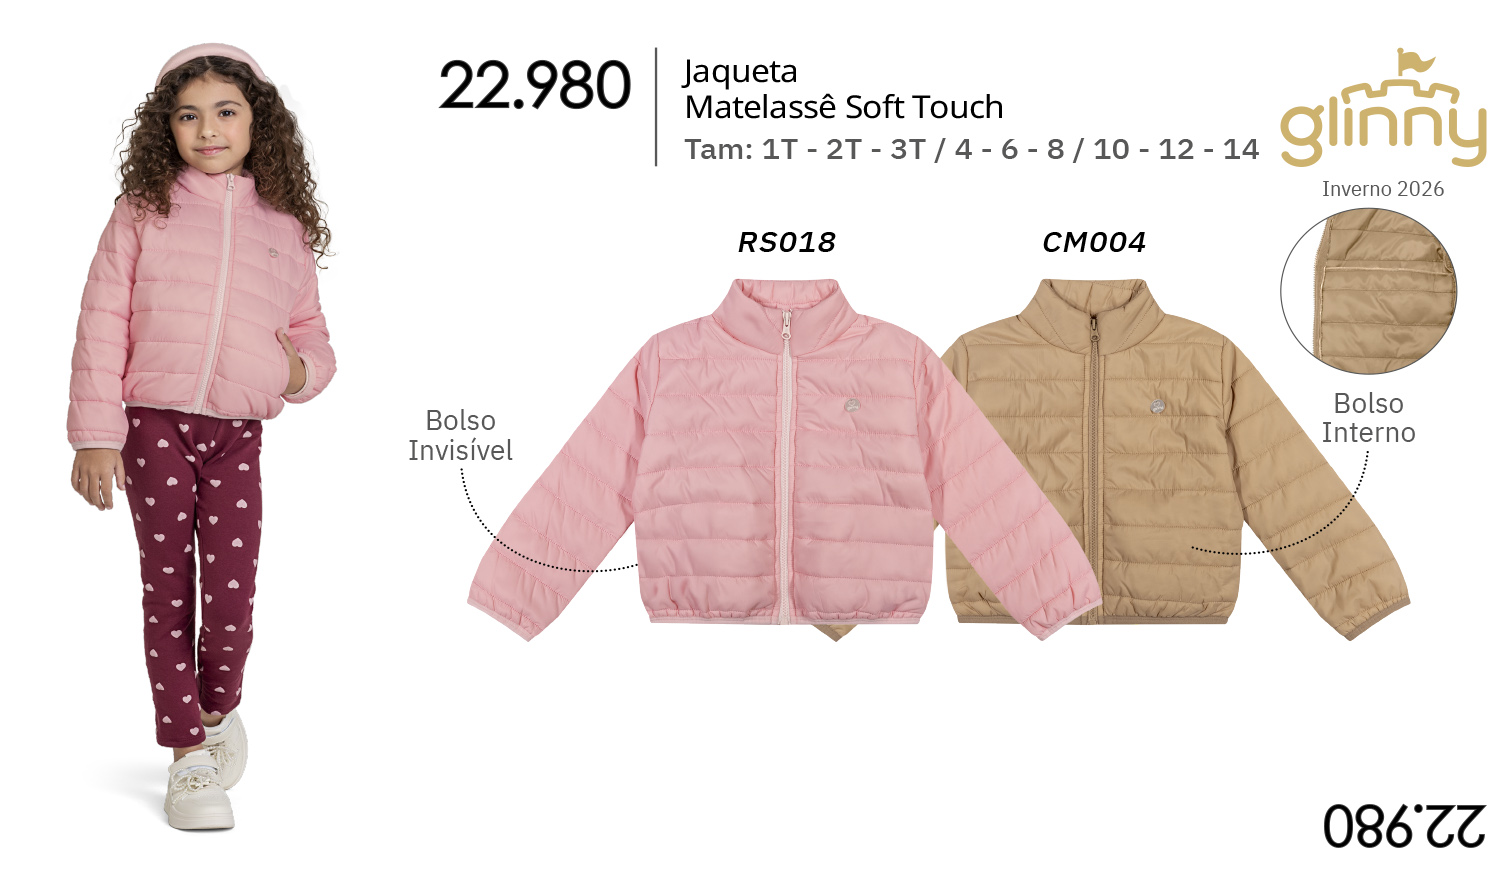 22.980
Jaqueta
Matelassê Soft Touch
Tam: 1T - 2T - 3T / 4 - 6 - 8 / 10 - 12 - 14
glinny
Inverno 2026
RS018
CM004
Bolso
Invisível
Bolso
Interno
22.980